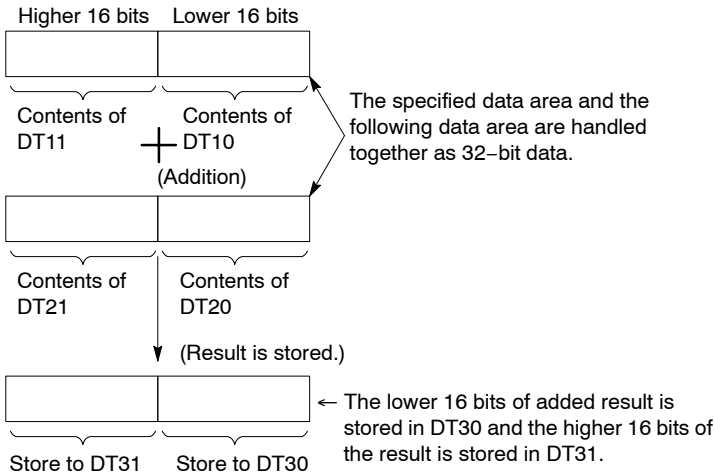 Higher 16 bits Lower 16 bits
Contents of
DT11
Contents of
DT10
The specified data area and the
following data area are handled
together as 32−bit data.
(Addition)
Contents of
DT21
Contents of
DT20
(Result is stored.)
The lower 16 bits of added result is
stored in DT30 and the higher 16 bits of
the result is stored in DT31.
Store to DT31 Store to DT30